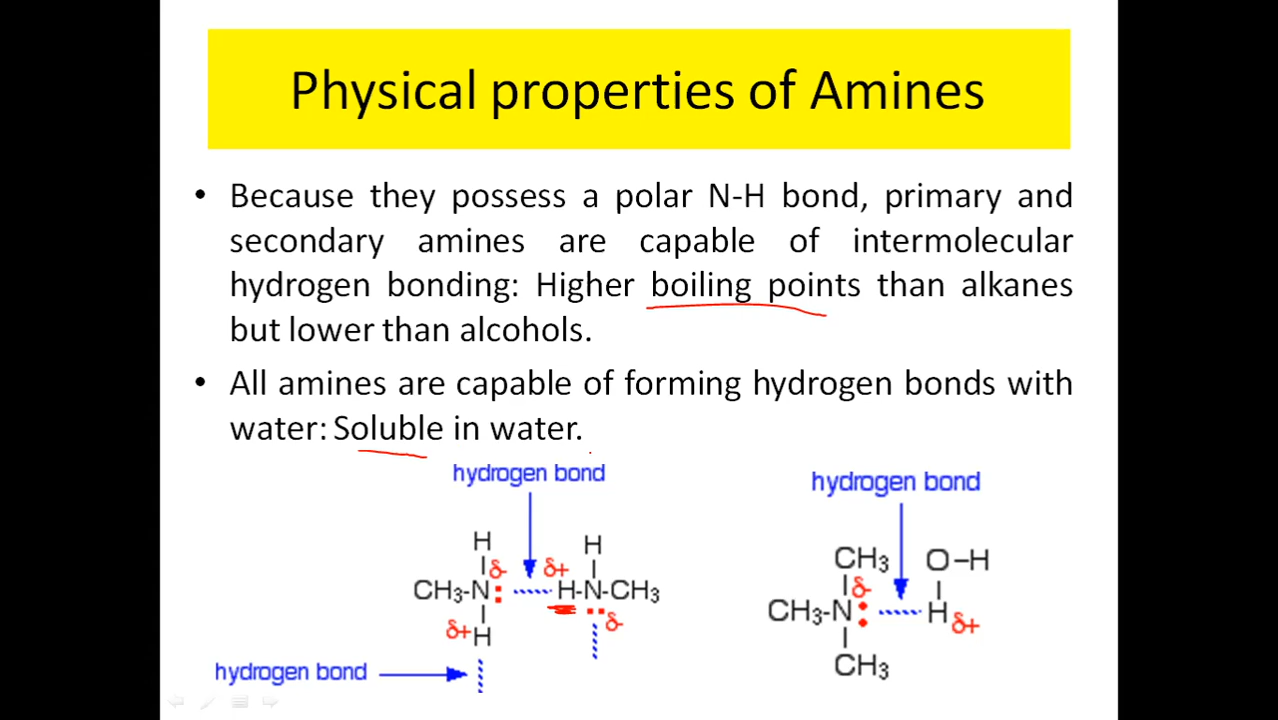 Physical properties of Amines
• Because they possess a polar N-H bond, primary and
secondary amines are capable of intermolecular
hydrogen bonding: Higher boiling points than alkanes
but lower than alcohols.
• All amines are capable of forming hydrogen bonds with
water: Soluble in water.
hydrogen bond
H
H
δ-
δ+
CH3-N
H-N-CH3
δ+
H
δ-
hydrogen bond
hydrogen bond
CH3
O-H
δ-
CH3-N
H
δ+
CH3